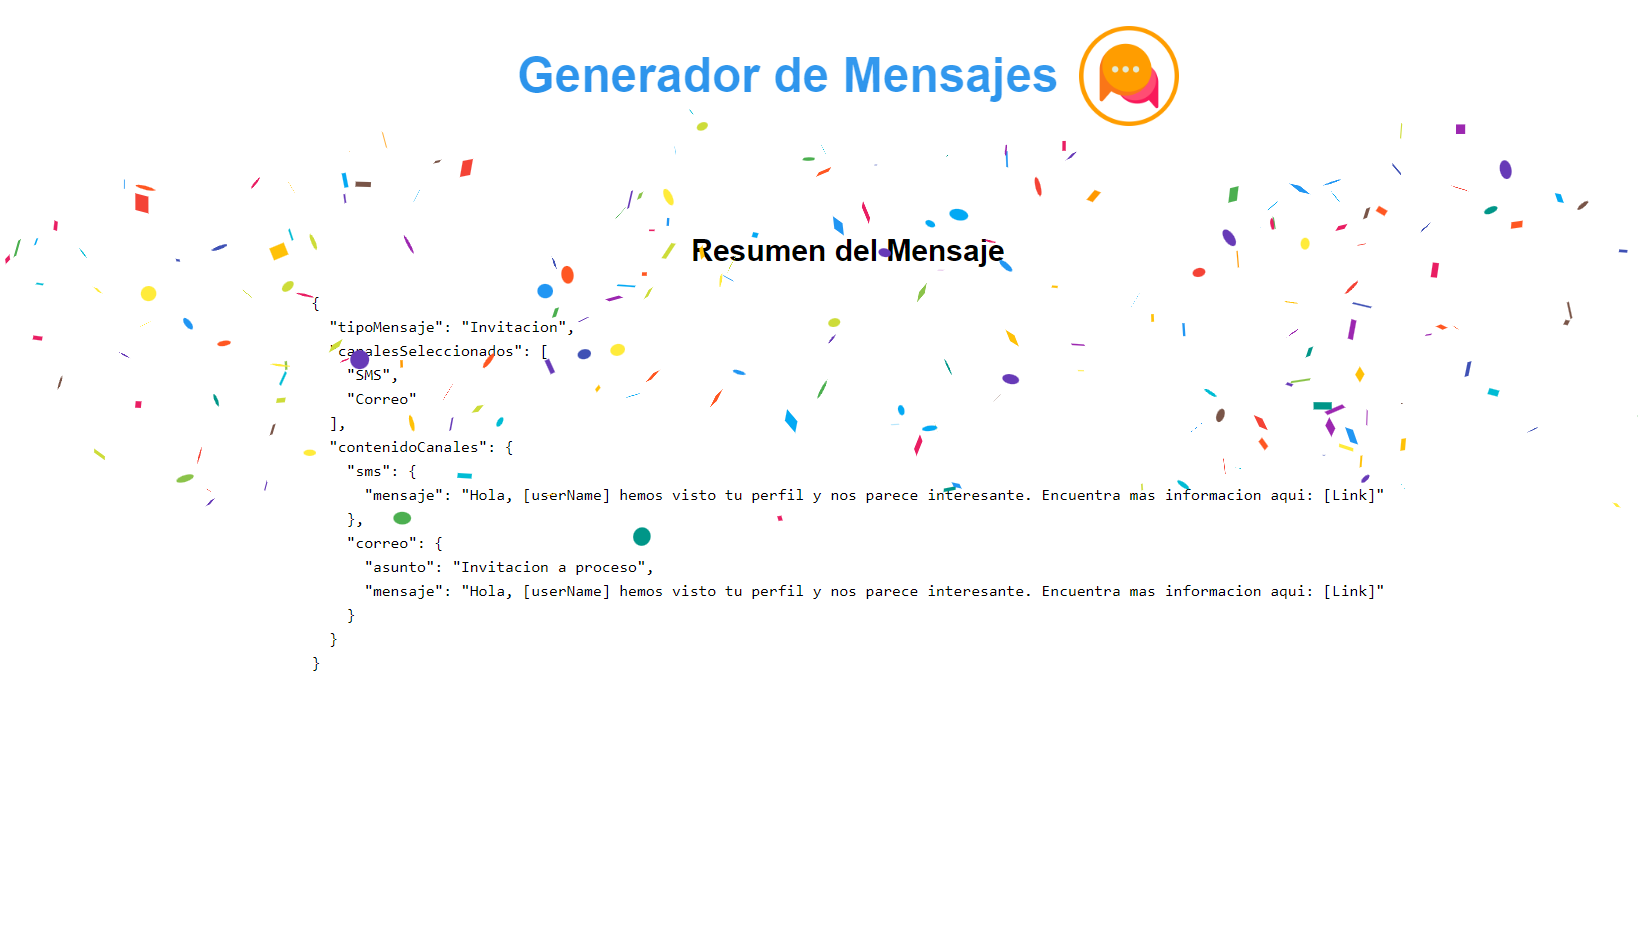 Generador de Mensajes
Resumen del Mensaje
{
  "tipoMensaje": "Invitacion",
  "canalesSeleccionados": [
    "SMS",
    "Correo"
  ],
  "contenidoCanales": {
    "sms": {
      "mensaje": "Hola, [userName] hemos visto tu perfil y nos parece interesante. Encuentra mas informacion aqui: [Link]"
    },
    "correo": {
      "asunto": "Invitacion a proceso",
      "mensaje": "Hola, [userName] hemos visto tu perfil y nos parece interesante. Encuentra mas informacion aqui: [Link]"
    }
  }
}